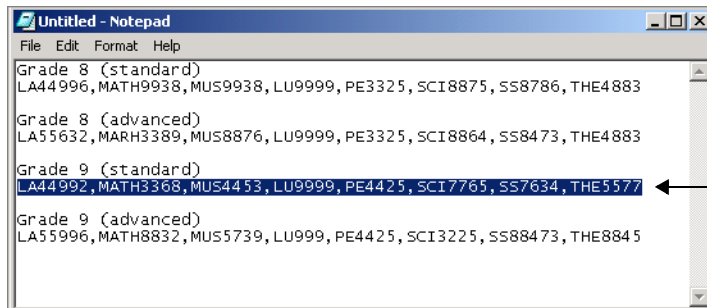 Untitled - Notepad
File Edit Format Help
Grade 8 (standard)
LA44996,MATH9938,MUS9938,LU9999,PE3325,SCI8875,SS8786,THE4883
Grade 8 (advanced)
LA55632,MARH3389,MUS8876,LU9999,PE3325,SCI8864,SS8473,THE4883
Grade 9 (standard)
LA44992,MATH3368,MUS4453,LU9999,PE4425,SCI7765,SS7634,THE5577
Grade 9 (advanced)
LA55996,MATH8832,MUS5739,LU999,PE4425,SCI3225,SS88473,THE8845